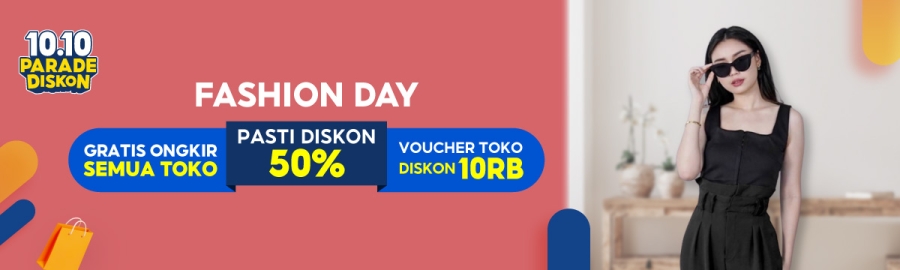 10.10
PARADE
DISKON
FASHION DAY
GRATIS ONGKIR
SEMUA TOKO
PASTI DISKON
50%
VOUCHER TOKO
DISKON 10RB